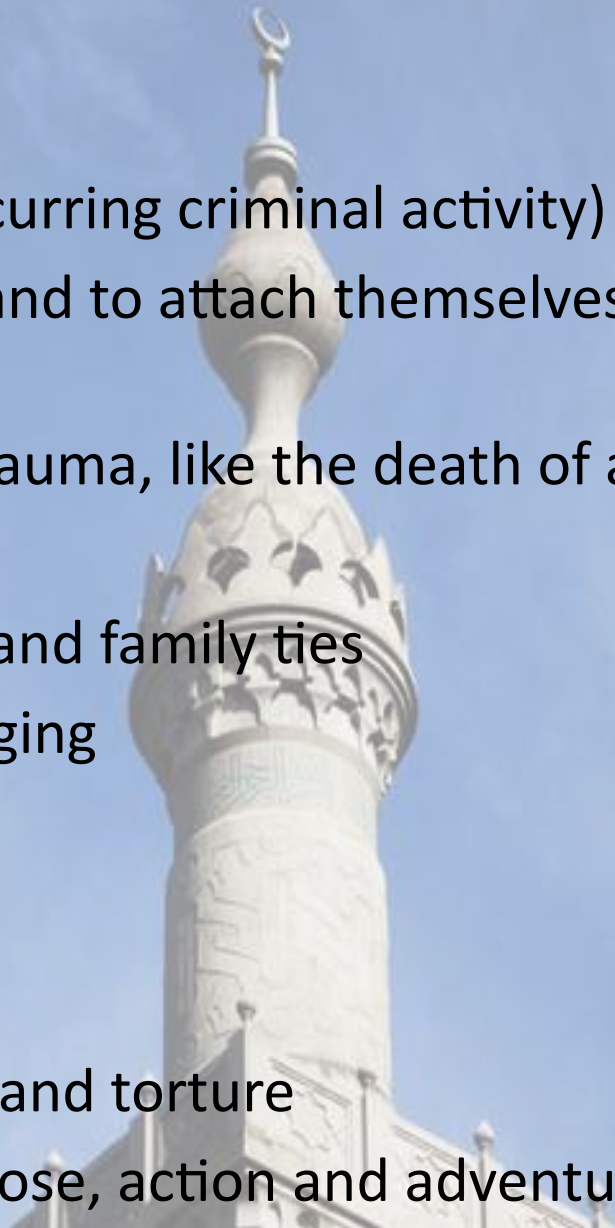 curring criminal activity)
and to attach themselves
auma, like the death of a
and family ties
ging
and torture
ose, action and adventu